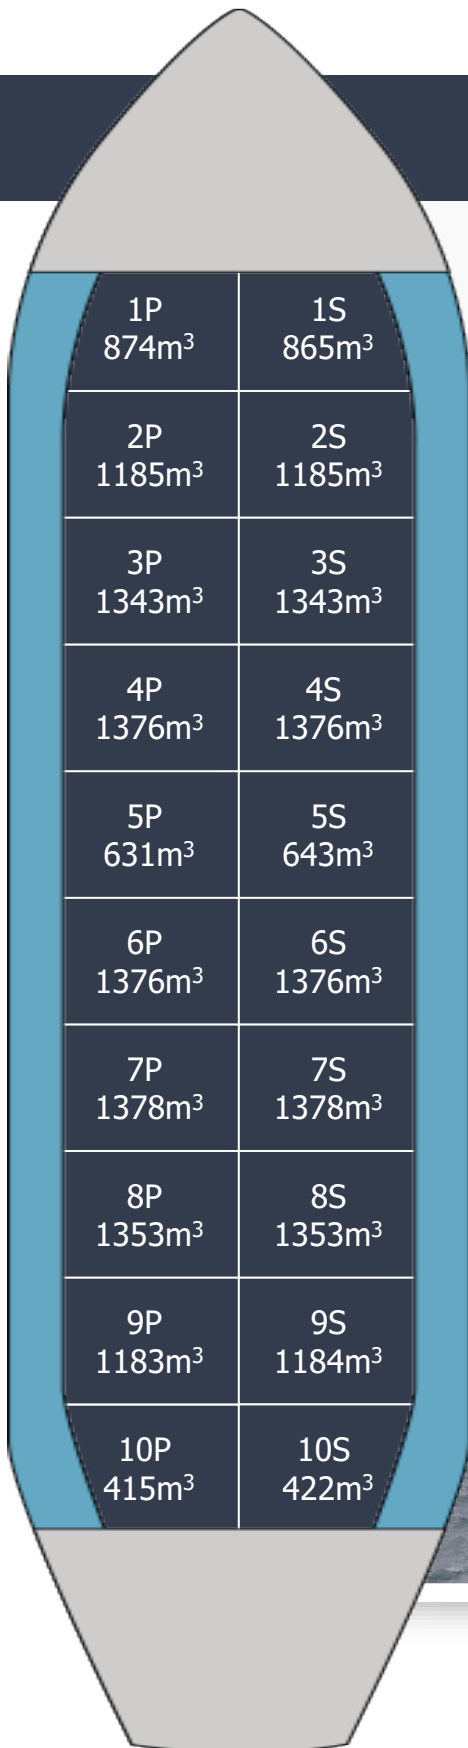 1P 1S
874m³ 865m³
2P 2S
1185m³ 1185m³
3P 3S
1343m³ 1343m³
4P 4S
1376m³ 1376m³
5P 5S
631m³ 643m³
6P 6S
1376m³ 1376m³
7P 7S
1378m³ 1378m³
8P 8S
1353m³ 1353m³
9P 9S
1183m³ 1184m³
10P 10S
415m³ 422m³